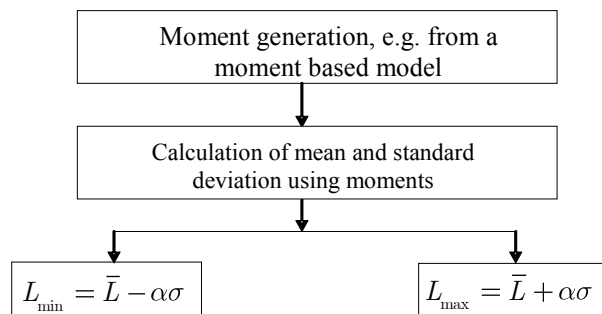 Moment generation, e.g. from a
moment based model
Calculation of mean and standard
deviation using moments
L_min = L̄ − ασ
L_max = L̄ + ασ